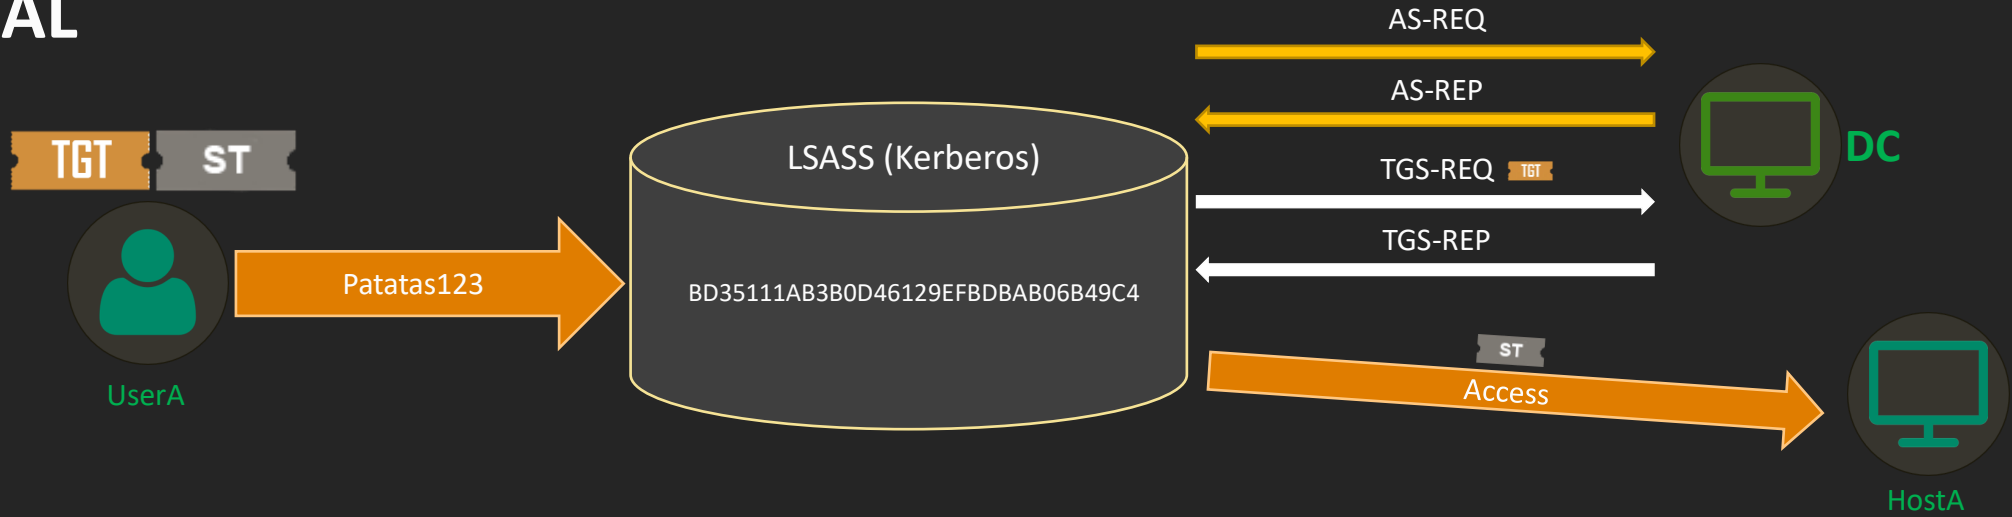 AL
AS-REQ
AS-REP
TGT ST
LSASS (Kerberos)
TGS-REQ TGT
DC
TGS-REP
Patatas123
BD35111AB3B0D46129EFBDBAB06B49C4
ST
Access
UserA
HostA